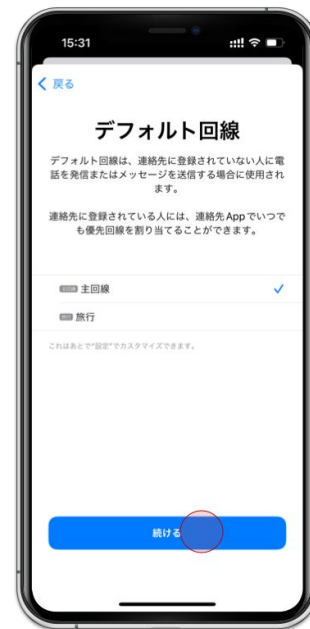 15:31
戻る
デフォルト回線
デフォルト回線は、連絡先に登録されていない人に電
話を発信またはメッセージを送信する場合に使用され
ます。
連絡先に登録されている人には、連絡先Appでいつで
も優先回線を割り当てることができます。
主回線
旅行
これはあとで"設定"でカスタマイズできます。
続ける